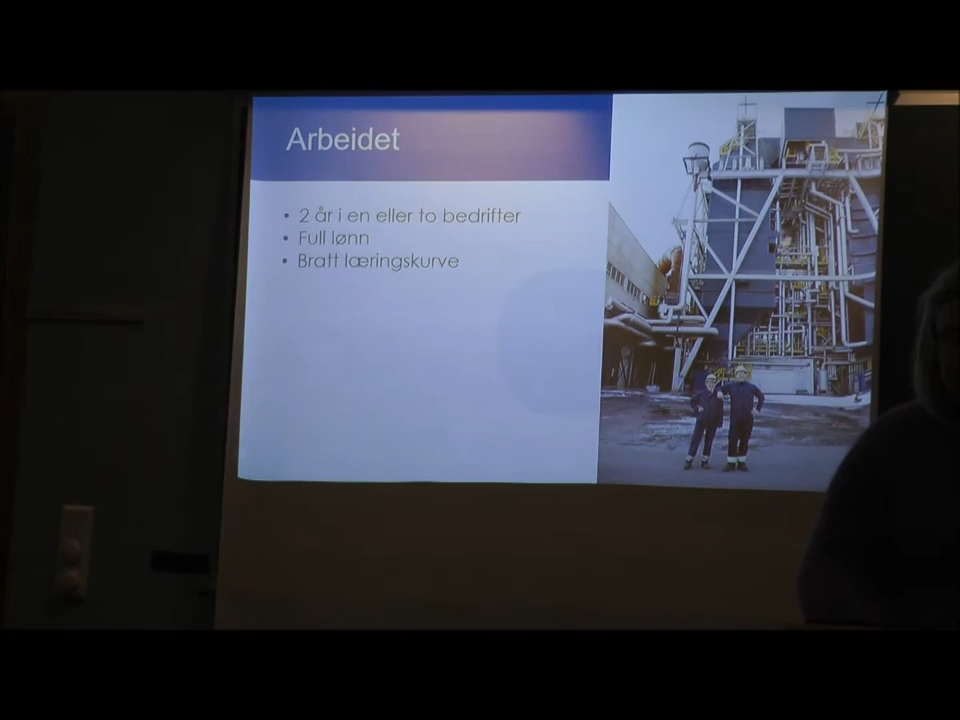 Arbeidet
• 2 år i en eller to bedrifter
• Full lønn
• Bratt læringskurve